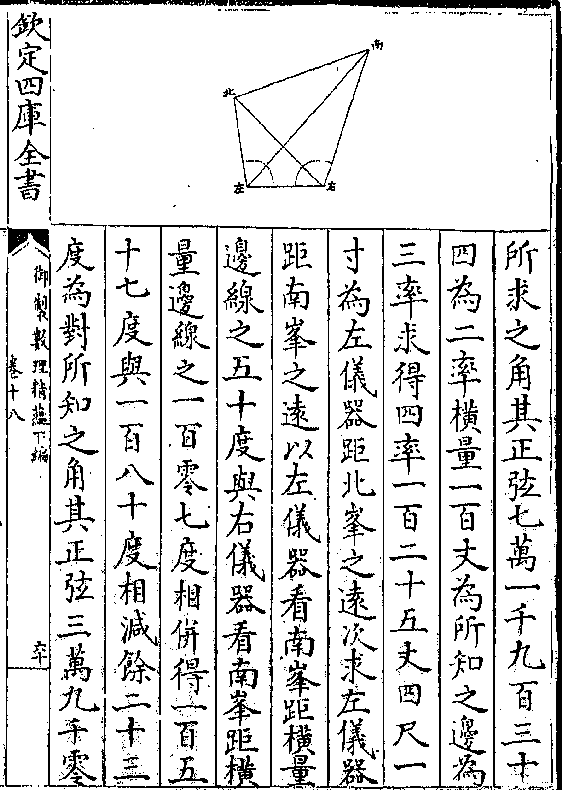 南
北
左
右
所求之角其正弦七萬一千九百三十
四為二率橫量一百丈為所知之邊為
三率求得四率一百二十五丈四尺一
寸為左儀器距北峯之遠次求左儀器
距南峯之遠以左儀器看南峯距橫量
邊線之五十度與右儀器看南峯距橫
量邊線之一百零七度相併得一百五
十七度與一百八十度相減餘二十三
度為對所知之角其正弦三萬九千零
欽定四庫全書
御製數理精蘊下編
卷十八